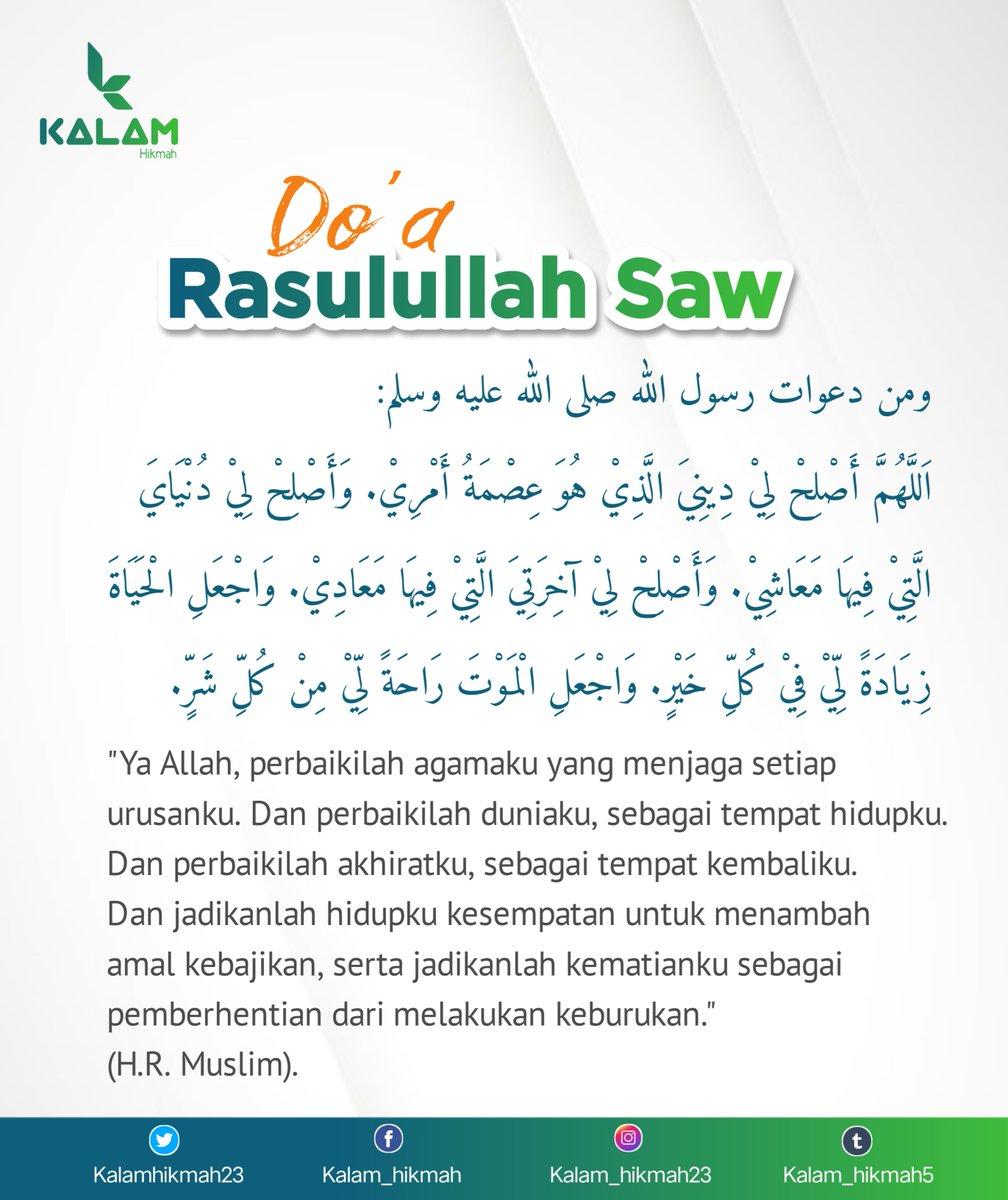 KALAM
Hikmah
Do'a
Rasulullah Saw
ومن دعوات رسول الله صلى الله عليه وسلم:
اَللَّهُمَّ أَصْلِحْ لِيْ دِينِيَ الَّذِيْ هُوَ عِصْمَةُ أَمْرِيْ. وَأَصْلِحْ لِيْ دُنْيَايَ
الَّتِيْ فِيهَا مَعَاشِيْ. وَأَصْلِحْ لِيْ آخِرَتِيَ الَّتِيْ فِيهَا مَعَادِيْ. وَاجْعَلِ الْحَيَاةَ
زِيَادَةً لِّيْ فِيْ كُلِّ خَيْرٍ. وَاجْعَلِ الْمَوْتَ رَاحَةً لِّيْ مِنْ كُلِّ شَرٍّ.
"Ya Allah, perbaikilah agamaku yang menjaga setiap
urusanku. Dan perbaikilah duniaku, sebagai tempat hidupku.
Dan perbaikilah akhiratku, sebagai tempat kembaliku.
Dan jadikanlah hidupku kesempatan untuk menambah
amal kebajikan, serta jadikanlah kematianku sebagai
pemberhentian dari melakukan keburukan."
(H.R. Muslim).
Kalamhikmah23 Kalam_hikmah Kalam_hikmah23 Kalam_hikmah5